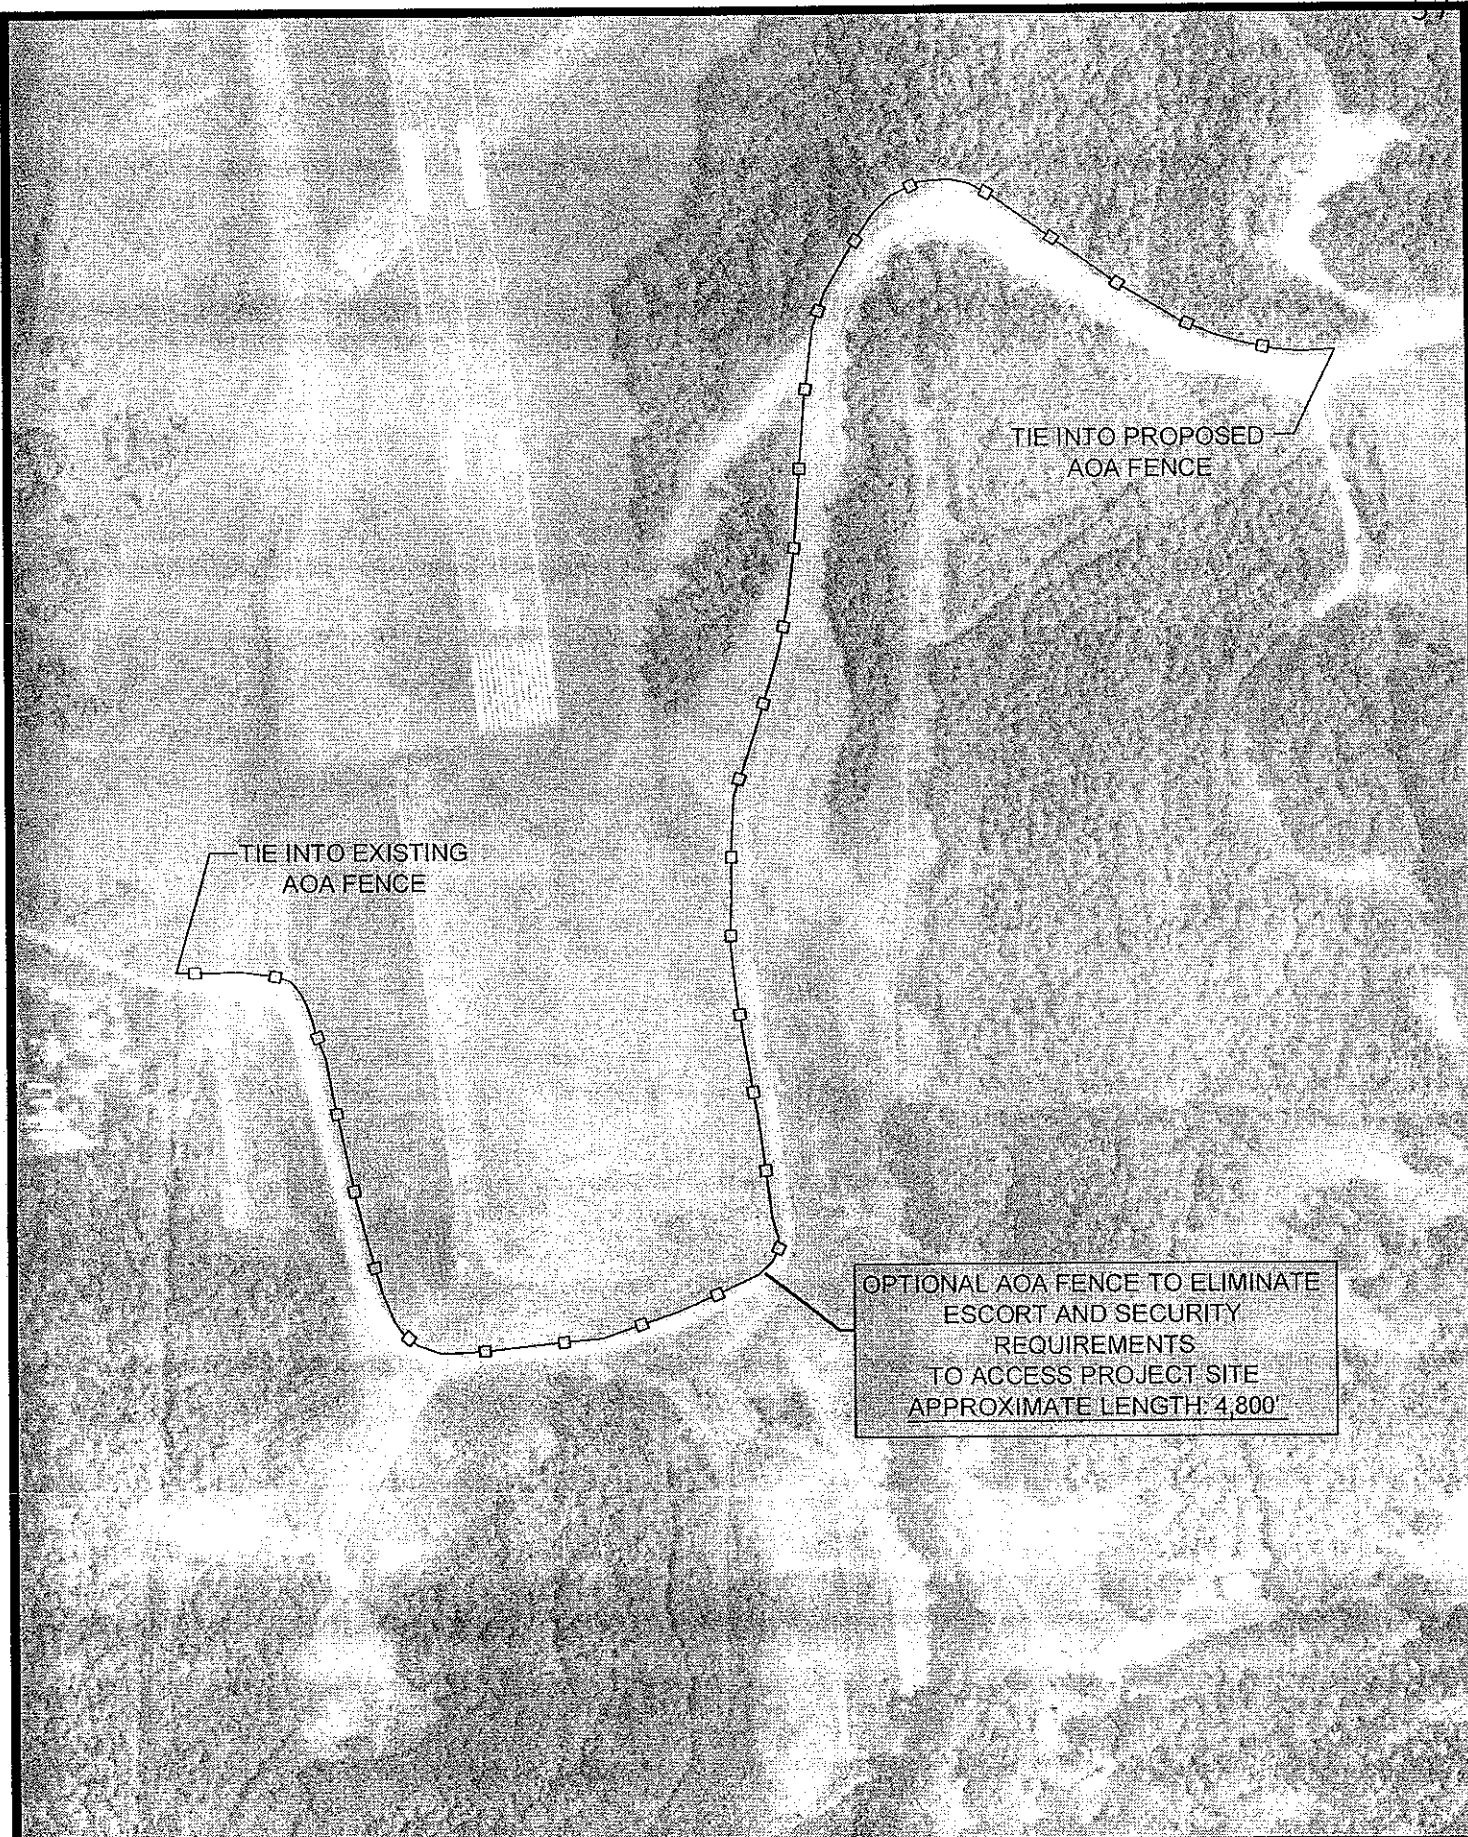 TIE INTO PROPOSED
AOA FENCE
TIE INTO EXISTING
AOA FENCE
OPTIONAL AOA FENCE TO ELIMINATE
ESCORT AND SECURITY
REQUIREMENTS
TO ACCESS PROJECT SITE
APPROXIMATE LENGTH: 4,800'